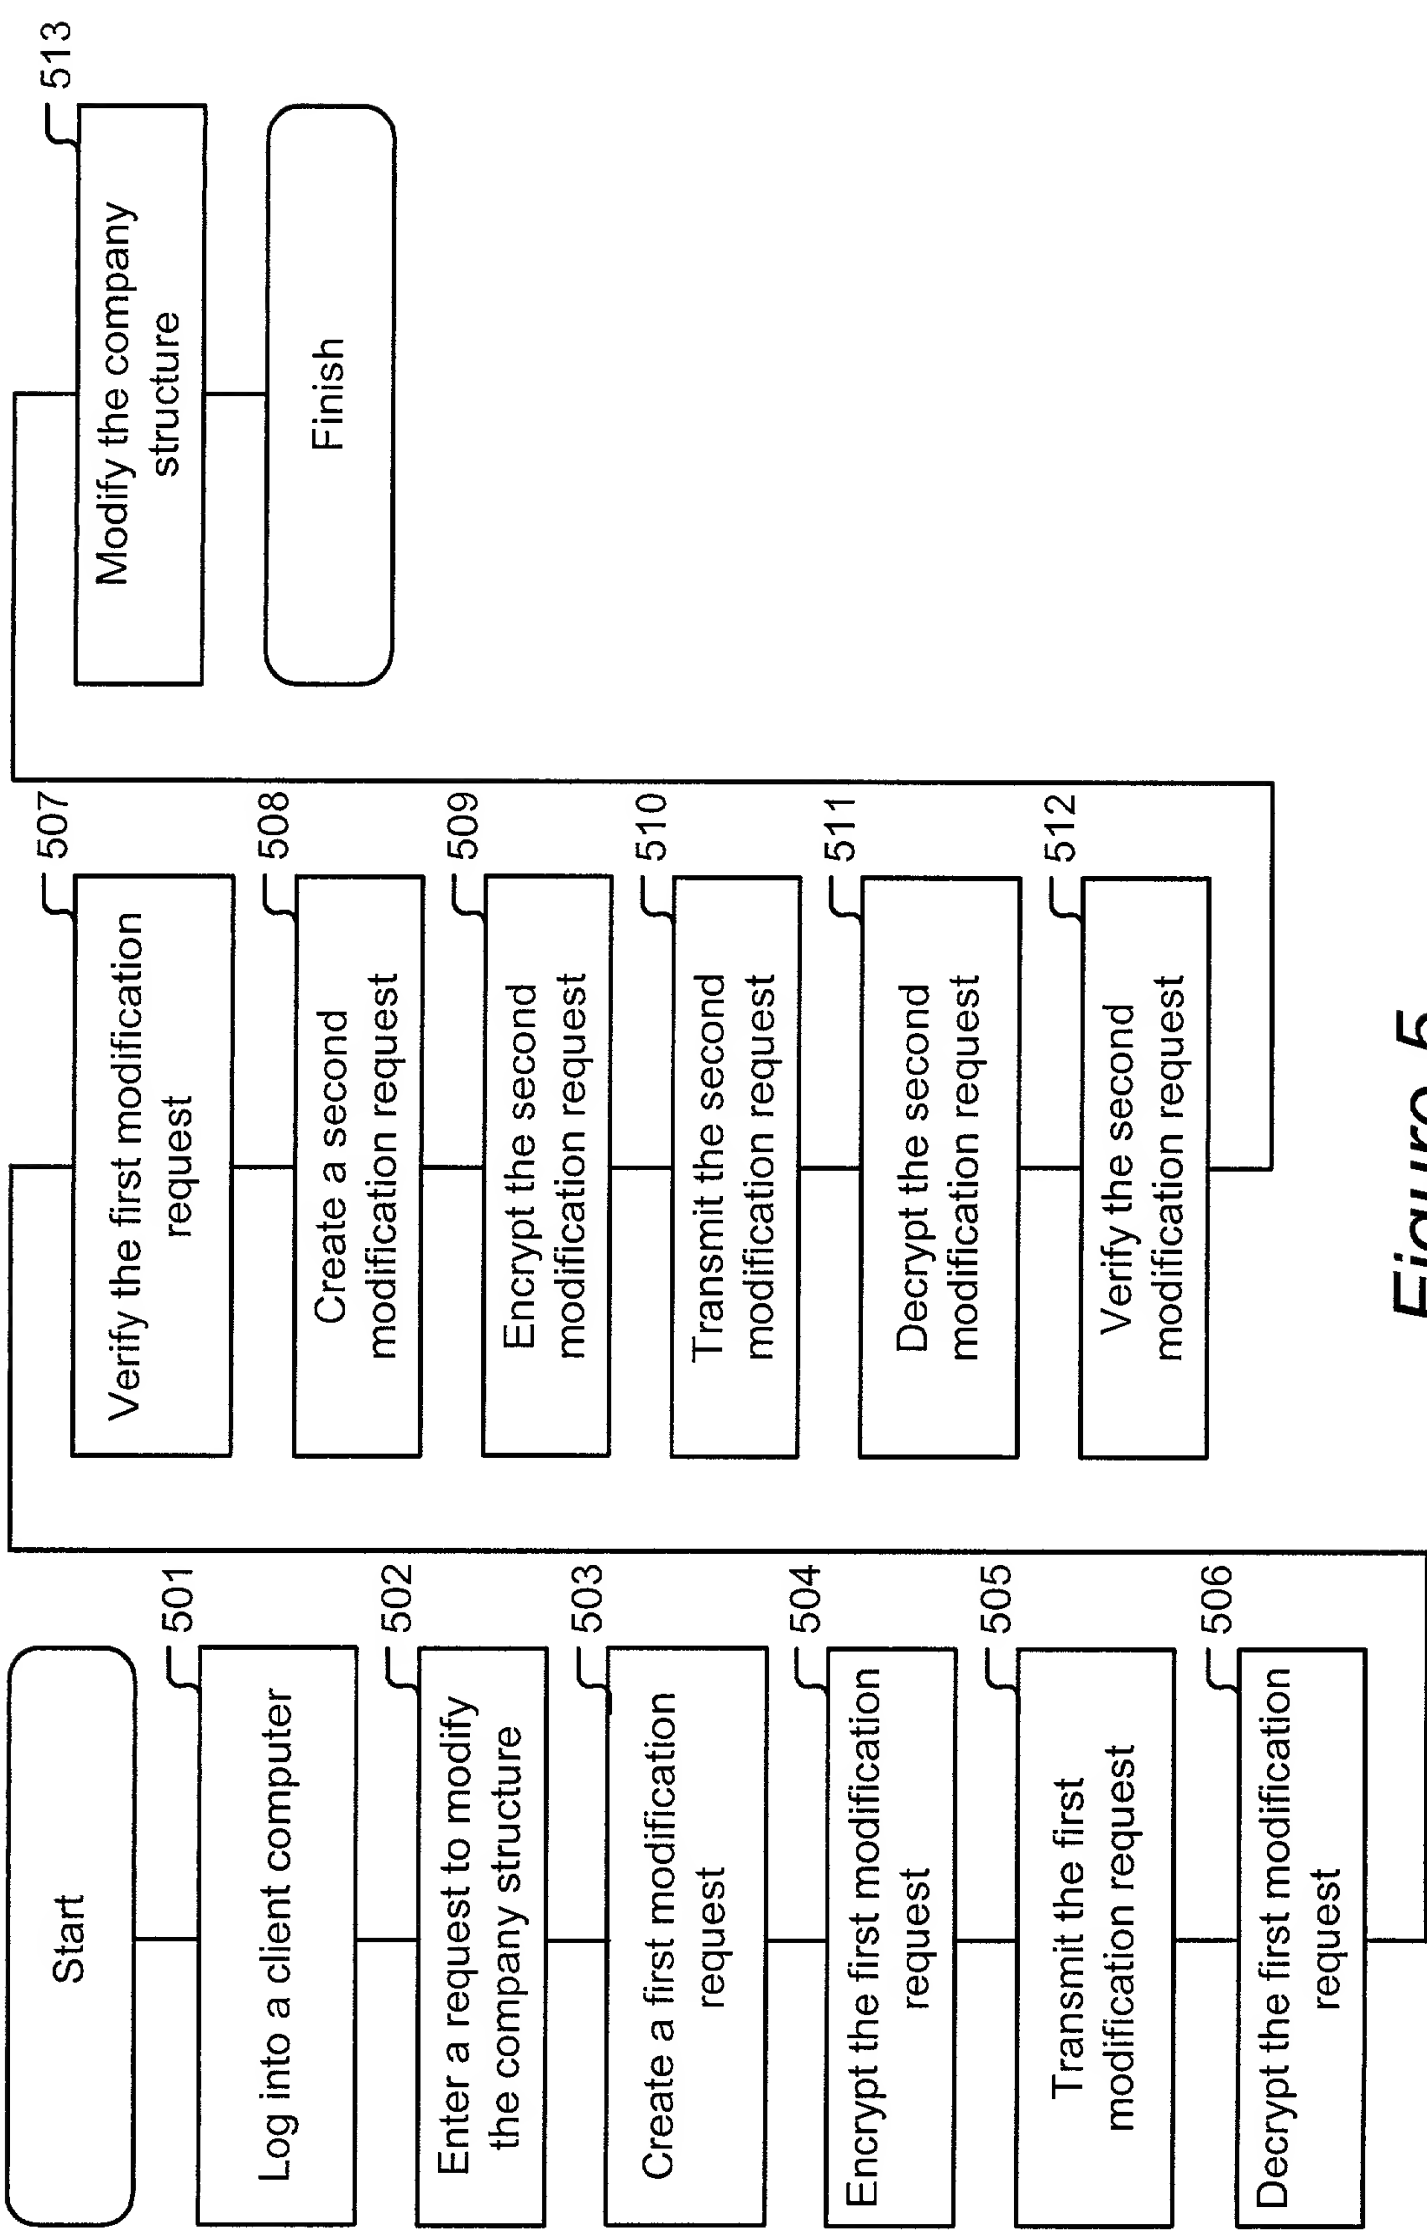 Start
501
Log into a client computer
502
Enter a request to modify
the company structure
503
Create a first modification
request
504
Encrypt the first modification
request
505
Transmit the first
modification request
506
Decrypt the first modification
request
507
Verify the first modification
request
508
Create a second
modification request
509
Encrypt the second
modification request
510
Transmit the second
modification request
511
Decrypt the second
modification request
512
Verify the second
modification request
513
Modify the company
structure
Finish
Figure 5